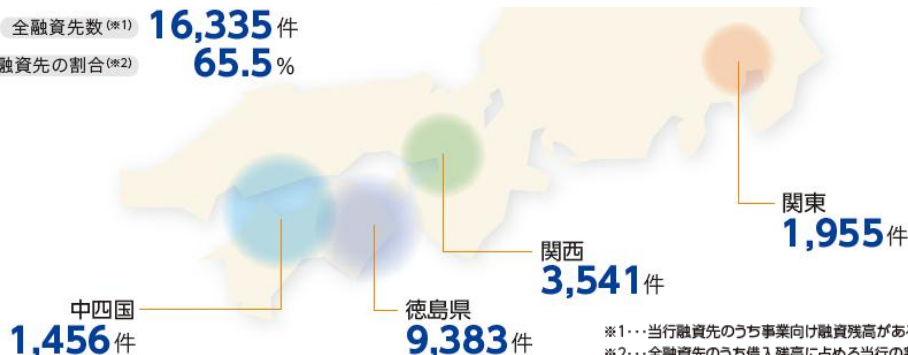 全融資先数(※1) 16,335件
融資先の割合(※2) 65.5%
関東
1,955件
関西
3,541件
中四国
1,456件
徳島県
9,383件
※1･･･当行融資先のうち事業向け融資残高がある
※2･･･全融資先のうち借入残高に占める当行の